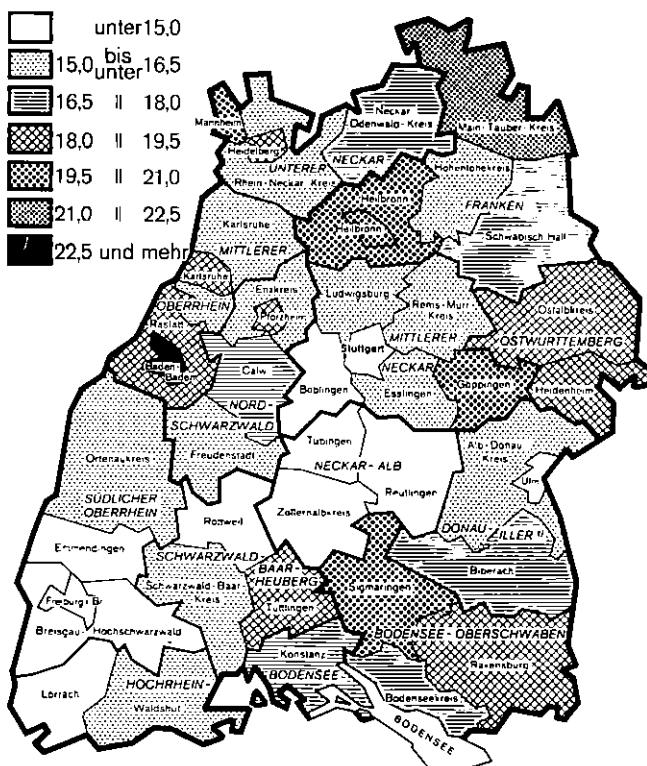 unter 15,0
15,0 bis unter 16,5
16,5 || 18,0
18,0 || 19,5
19,5 || 21,0
21,0 || 22,5
22,5 und mehr
Mannheim
Heidelberg
UNTERER
NECKAR
Rhein-Neckar-Kreis
Neckar
Odenwald-Kreis
Main-Tauber-Kreis
Hohenlohekreis
FRANKEN
Schwäbisch Hall
Heilbronn
Heilbronn
Karlsruhe
MITTLERER
OBERRHEIN
Karlsruhe
Rastatt
Baden-
Baden
Enzkreis
Pforzheim
Calw
NORD-
SCHWARZWALD
Freudenstadt
Ludwigsburg
Rems-Murr-
Kreis
MITTLERER
NECKAR
Stuttgart
Böblingen
Esslingen
Göppingen
Ostalbkreis
OSTWÜRTTEMBERG
Heidenheim
Ortenaukreis
SÜDLICHER
OBERRHEIN
Tübingen
NECKAR-ALB
Reutlingen
Zollernalbkreis
Alb-Donau
Kreis
Ulm
DONAU-
ILLER
Biberach
Rottweil
SCHWARZWALD-
BAAR-
HEUBERG
Schwarzwald-Baar
Kreis
Tuttlingen
Sigmaringen
Emmendingen
Freiburg i Br
Breisgau-Hochschwarzwald
Lörrach
HOCHRHEIN-
BODENSEE
Waldshut
Konstanz
BODENSEE-OBERSCHWABEN
Ravensburg
Bodenseekreis
BODENSEE